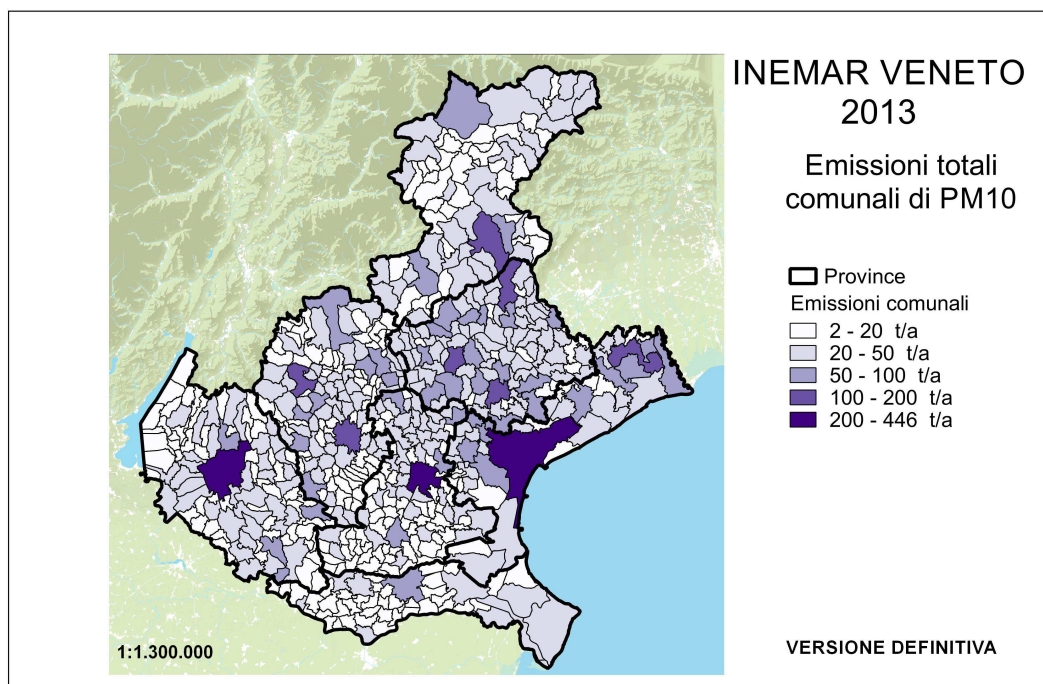 INEMAR VENETO
2013
Emissioni totali
comunali di PM10
Province
Emissioni comunali
2 - 20 t/a
20 - 50 t/a
50 - 100 t/a
100 - 200 t/a
200 - 446 t/a
1:1.300.000
VERSIONE DEFINITIVA